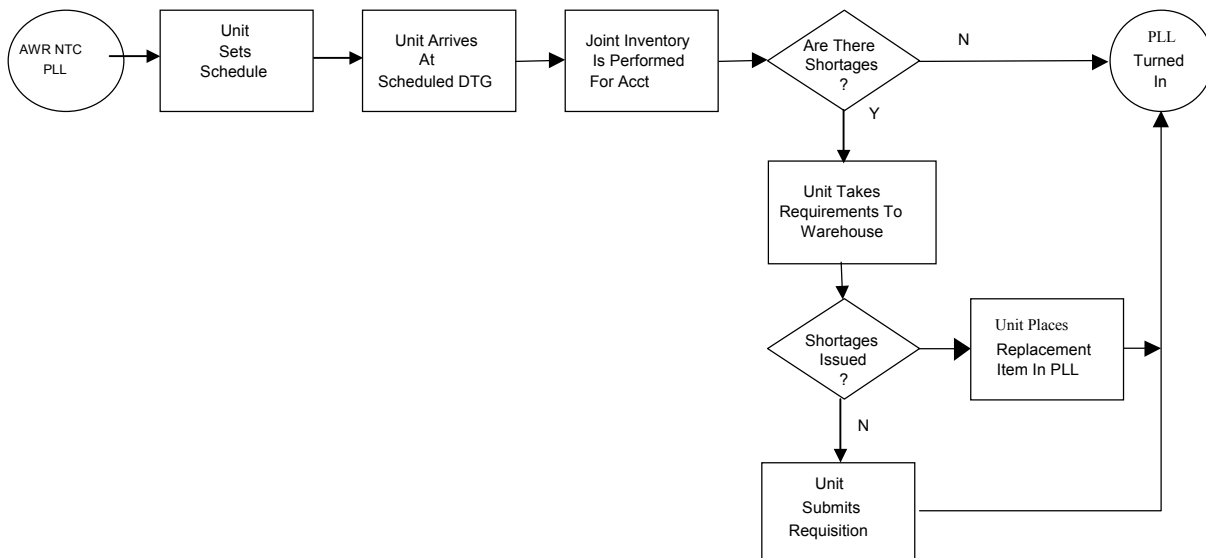 AWR NTC
PLL
Unit
Sets
Schedule
Unit Arrives
At
Scheduled DTG
Joint Inventory
Is Performed
For Acct
Are There
Shortages
?
N
PLL
Turned
In
Y
Unit Takes
Requirements To
Warehouse
Shortages
Issued
?
Unit Places
Replacement
Item In PLL
N
Unit
Submits
Requisition